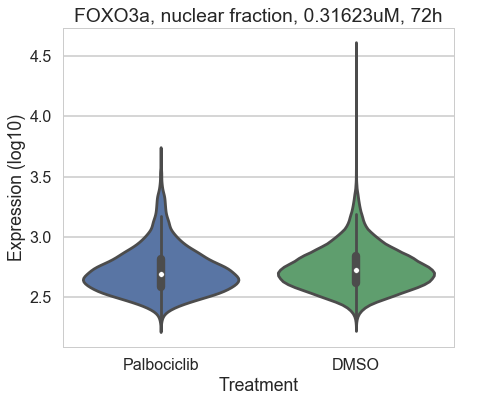 FOXO3a, nuclear fraction, 0.31623uM, 72h
Expression (log10)
4.5
4.0
3.5
3.0
2.5
Palbociclib
DMSO
Treatment